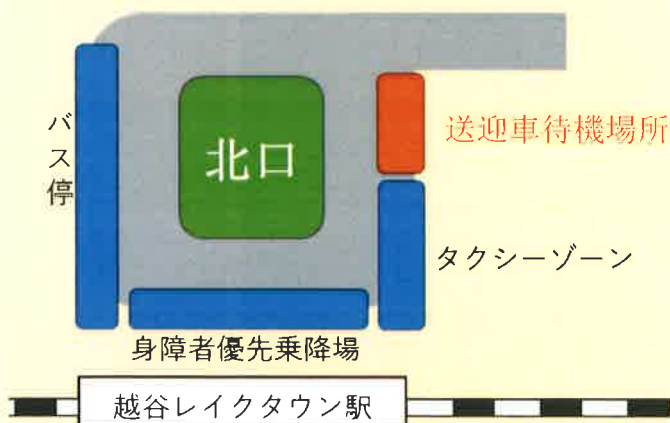 バス停
北口
送迎車待機場所
タクシーゾーン
身障者優先乗降場
越谷レイクタウン駅